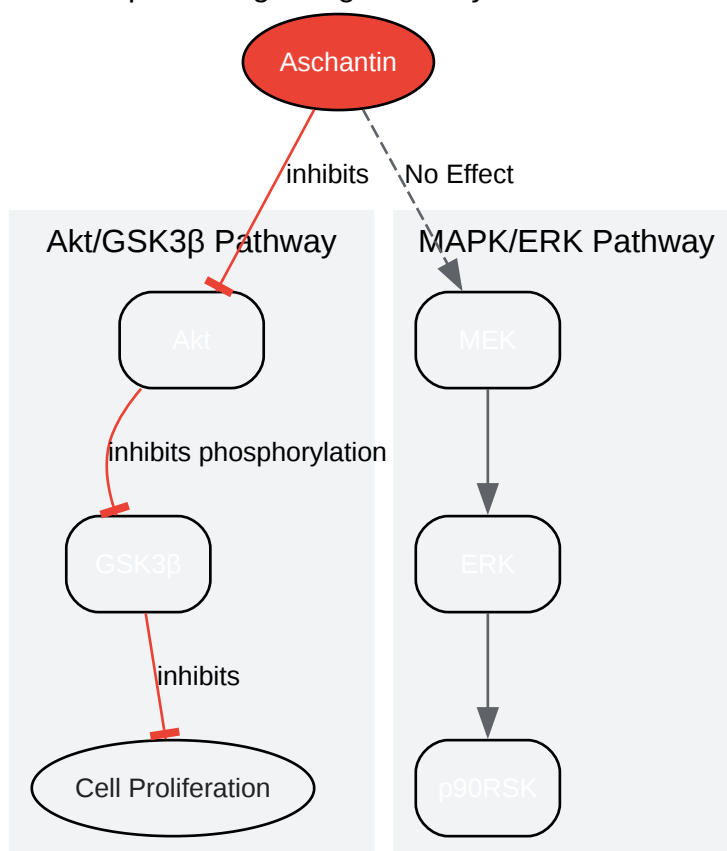 Aschantin
inhibits
No Effect
Akt/GSK3β Pathway
MAPK/ERK Pathway
Akt
MEK
inhibits phosphorylation
GSK3β
ERK
inhibits
Cell Proliferation
p90RSK